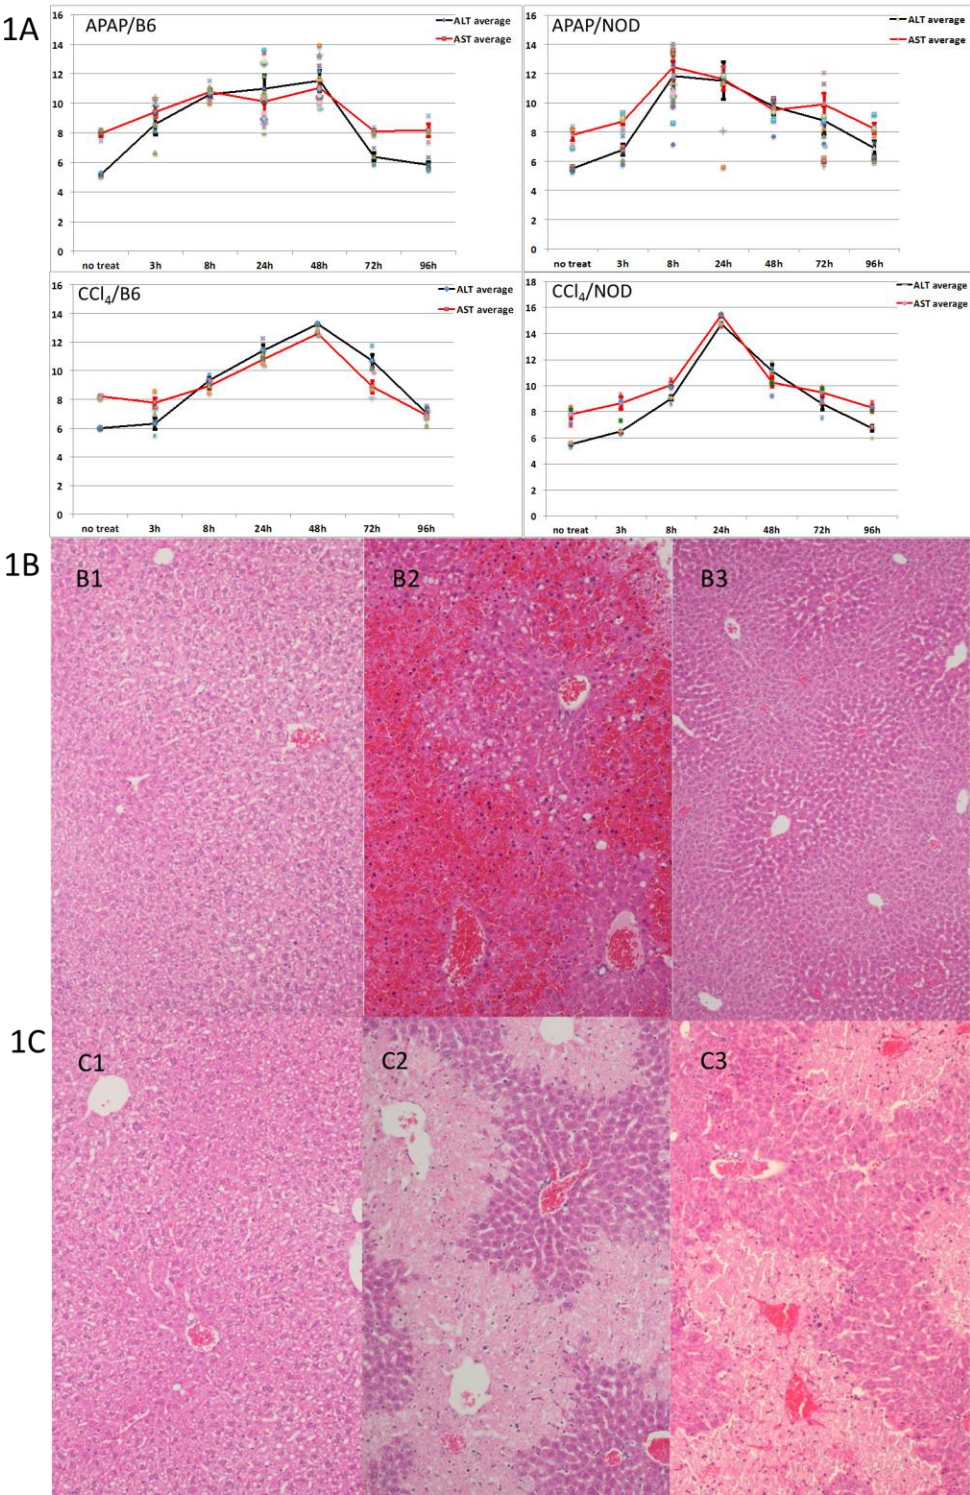 1A
APAP/B6
ALT average
AST average
16
14
12
10
8
6
4
2
0
no treat 3h 8h 24h 48h 72h 96h
APAP/NOD
ALT average
AST average
16
14
12
10
8
6
4
2
0
no treat 3h 8h 24h 48h 72h 96h
CCl₄/B6
ALT average
AST average
16
14
12
10
8
6
4
2
0
no treat 3h 8h 24h 48h 72h 96h
CCl₄/NOD
ALT average
AST average
18
16
14
12
10
8
6
4
2
0
no treat 3h 8h 24h 48h 72h 96h
1B
B1 B2 B3
1C
C1 C2 C3